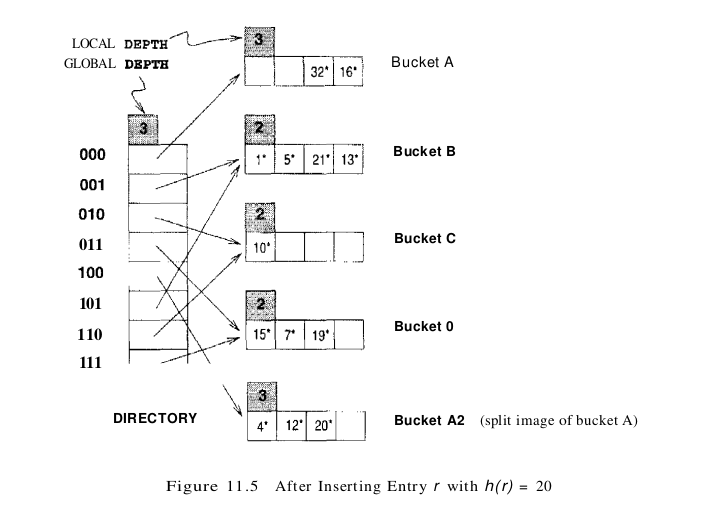 LOCAL DEPTH
3
GLOBAL DEPTH
32* 16*
Bucket A
3
2
000
1* 5* 21* 13*
Bucket B
001
010
2
011
10*
Bucket C
100
2
101
15* 7* 19*
Bucket 0
110
111
3
DIRECTORY
4* 12* 20*
Bucket A2 (split image of bucket A)
Figure 11.5 After Inserting Entry r with h(r) = 20